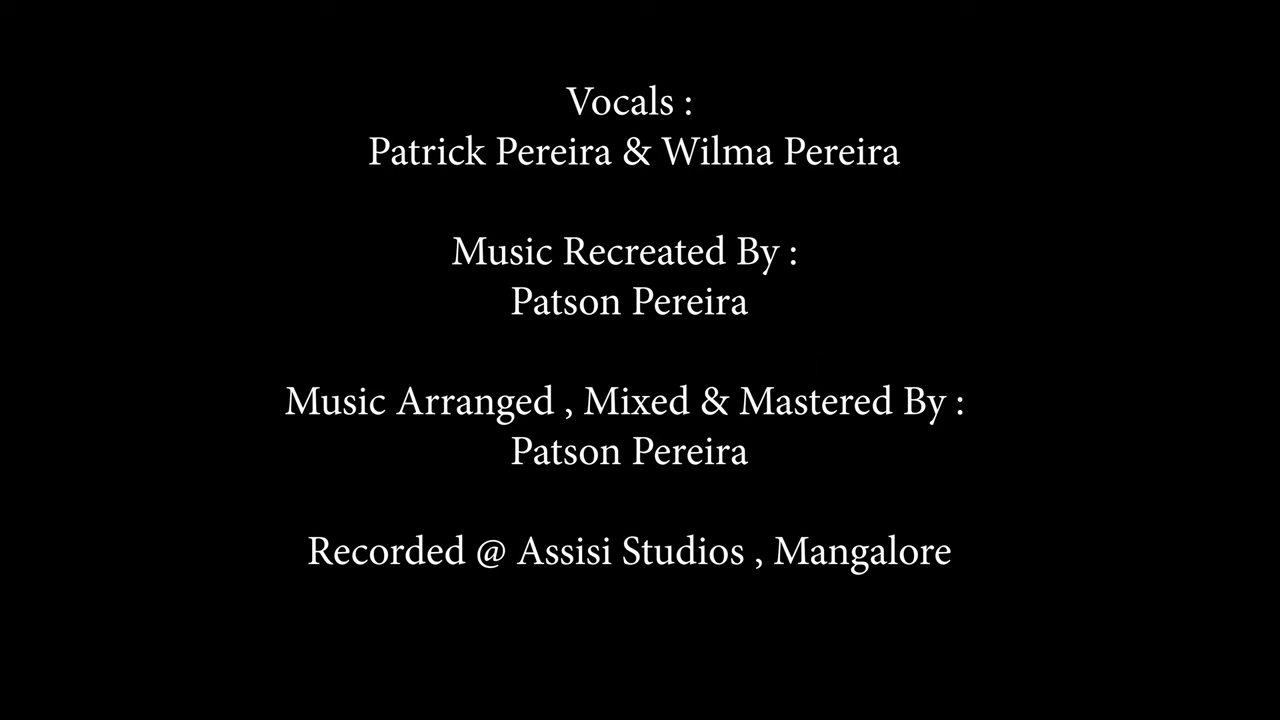 Vocals :
Patrick Pereira & Wilma Pereira
Music Recreated By :
Patson Pereira
Music Arranged , Mixed & Mastered By :
Patson Pereira
Recorded @ Assisi Studios , Mangalore